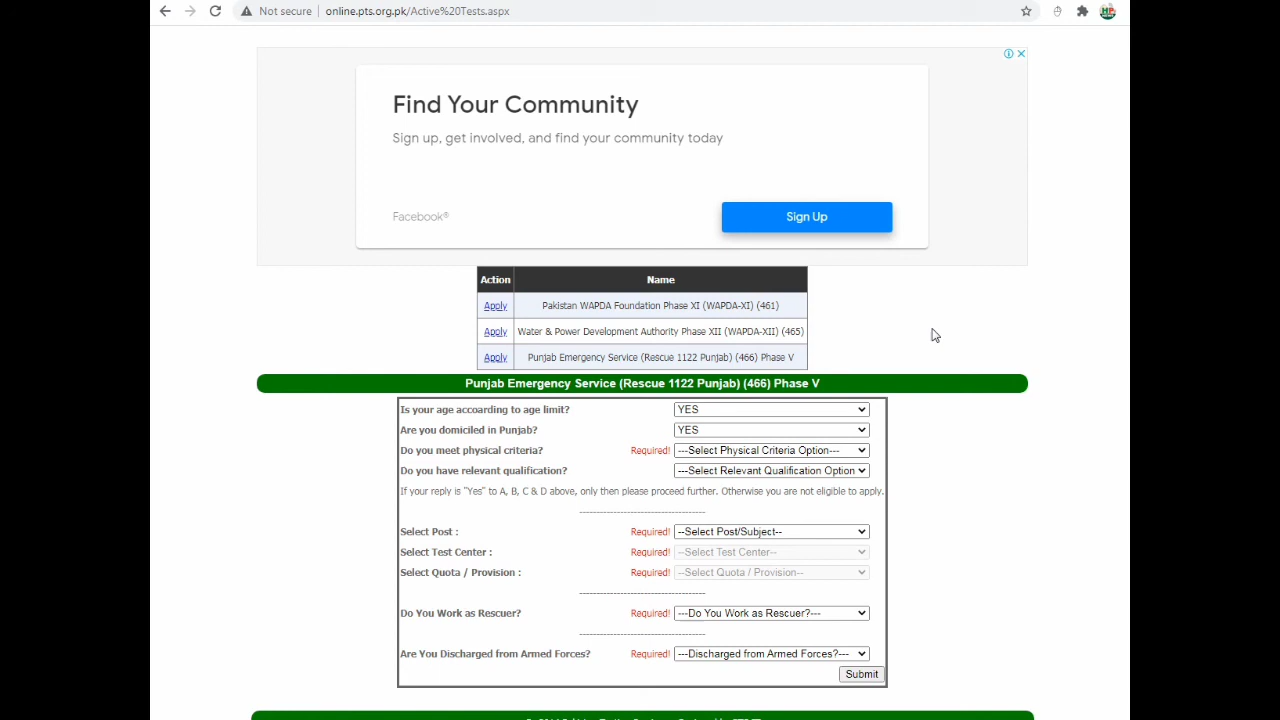 Not secure | online.pts.org.pk/Active%20Tests.aspx
HP
Find Your Community
Sign up, get involved, and find your community today
Facebook®
Sign Up
Action Name
Apply Pakistan WAPDA Foundation Phase XI (WAPDA-XI) (461)
Apply Water & Power Development Authority Phase XII (WAPDA-XII) (465)
Apply Punjab Emergency Service (Rescue 1122 Punjab) (466) Phase V
Punjab Emergency Service (Rescue 1122 Punjab) (466) Phase V
Is your age accoarding to age limit? YES
Are you domiciled in Punjab? YES
Do you meet physical criteria? Required! ---Select Physical Criteria Option---
Do you have relevant qualification? ---Select Relevant Qualification Option
If your reply is "Yes" to A, B, C & D above, only then please proceed further. Otherwise you are not eligible to apply.
------------------------------------
Select Post : Required! --Select Post/Subject--
Select Test Center : Required! --Select Test Center--
Select Quota / Provision : Required! --Select Quota / Provision--
------------------------------------
Do You Work as Rescuer? Required! ---Do You Work as Rescuer?---
------------------------------------
Are You Discharged from Armed Forces? Required! ---Discharged from Armed Forces?---
Submit